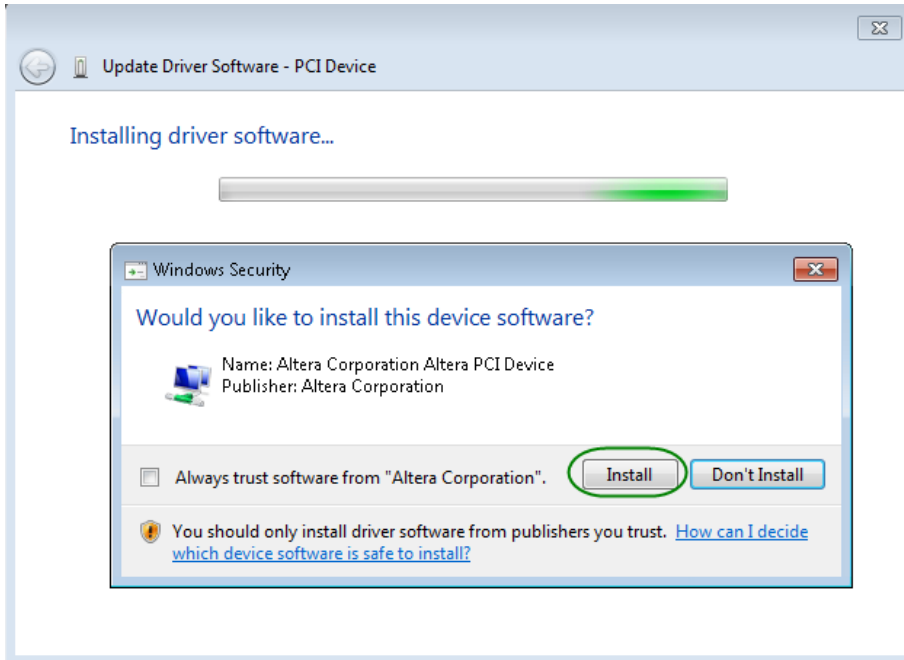 Update Driver Software - PCI Device
Installing driver software...
Windows Security
Would you like to install this device software?
Name: Altera Corporation Altera PCI Device
Publisher: Altera Corporation
Always trust software from "Altera Corporation".
Install
Don't Install
You should only install driver software from publishers you trust. How can I decide
which device software is safe to install?